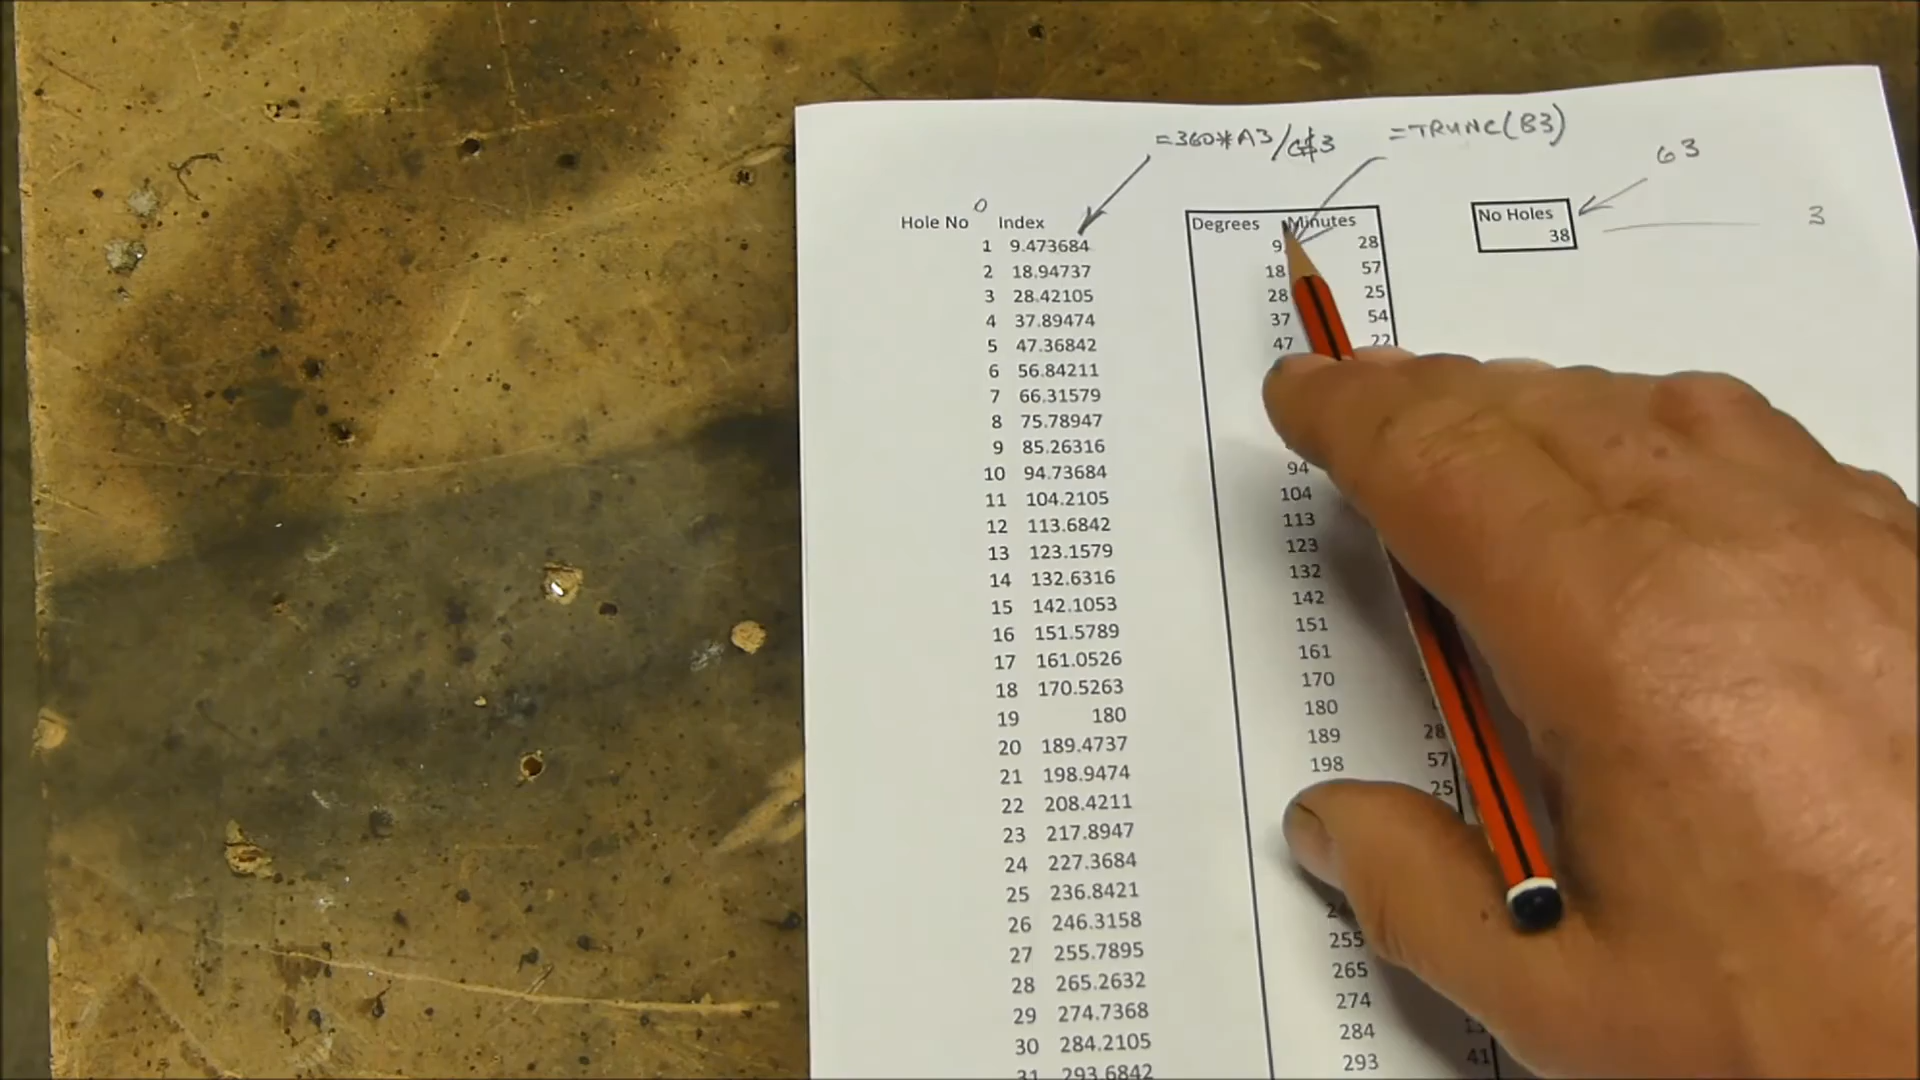 =360*A3/G$3 =TRUNC(B3)
G3
0
Hole No Index Degrees Minutes No Holes
38 3
1 9.473684 9 28
2 18.94737 18 57
3 28.42105 28 25
4 37.89474 37 54
5 47.36842 47 22
6 56.84211
7 66.31579
8 75.78947
9 85.26316
10 94.73684 94
11 104.2105 104
12 113.6842 113
13 123.1579 123
14 132.6316 132
15 142.1053 142
16 151.5789 151
17 161.0526 161
18 170.5263 170
19 180 180
20 189.4737 189 28
21 198.9474 198 57
22 208.4211 25
23 217.8947
24 227.3684
25 236.8421
26 246.3158
27 255.7895 255
28 265.2632 265
29 274.7368 274
30 284.2105 284
31 293.6842 293 41